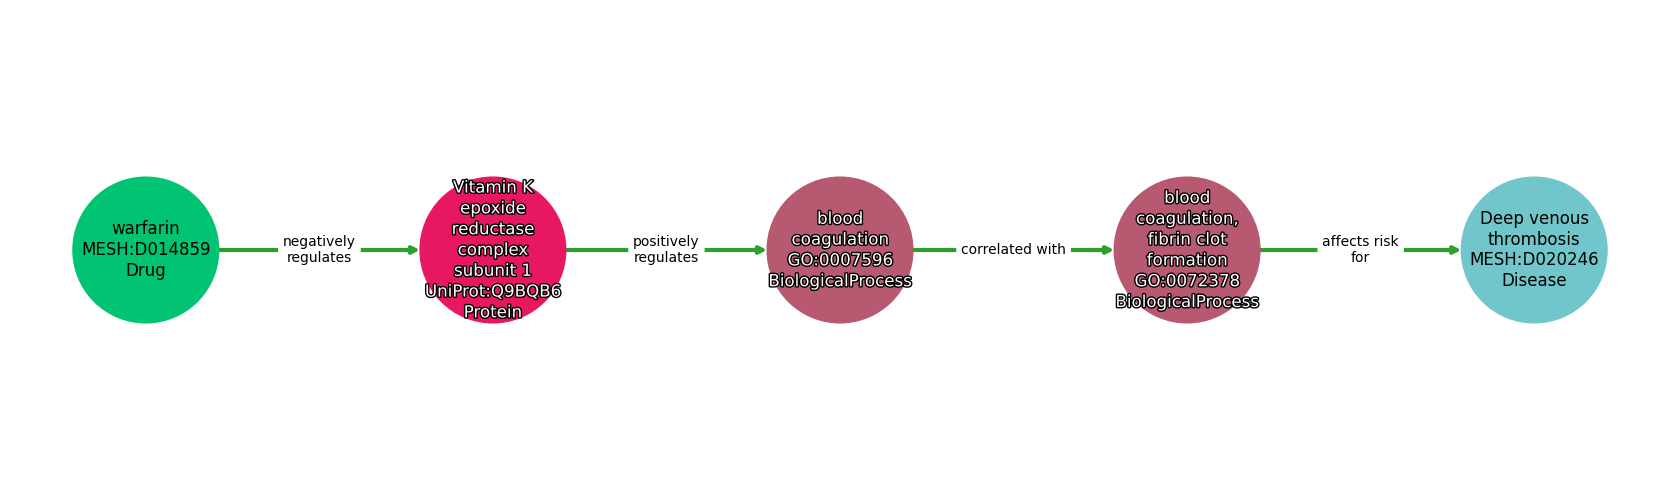 warfarin
MESH:D014859
Drug
negatively
regulates
Vitamin K
epoxide
reductase
complex
subunit 1
UniProt:Q9BQB6
Protein
positively
regulates
blood
coagulation
GO:0007596
BiologicalProcess
correlated with
blood
coagulation,
fibrin clot
formation
GO:0072378
BiologicalProcess
affects risk
for
Deep venous
thrombosis
MESH:D020246
Disease